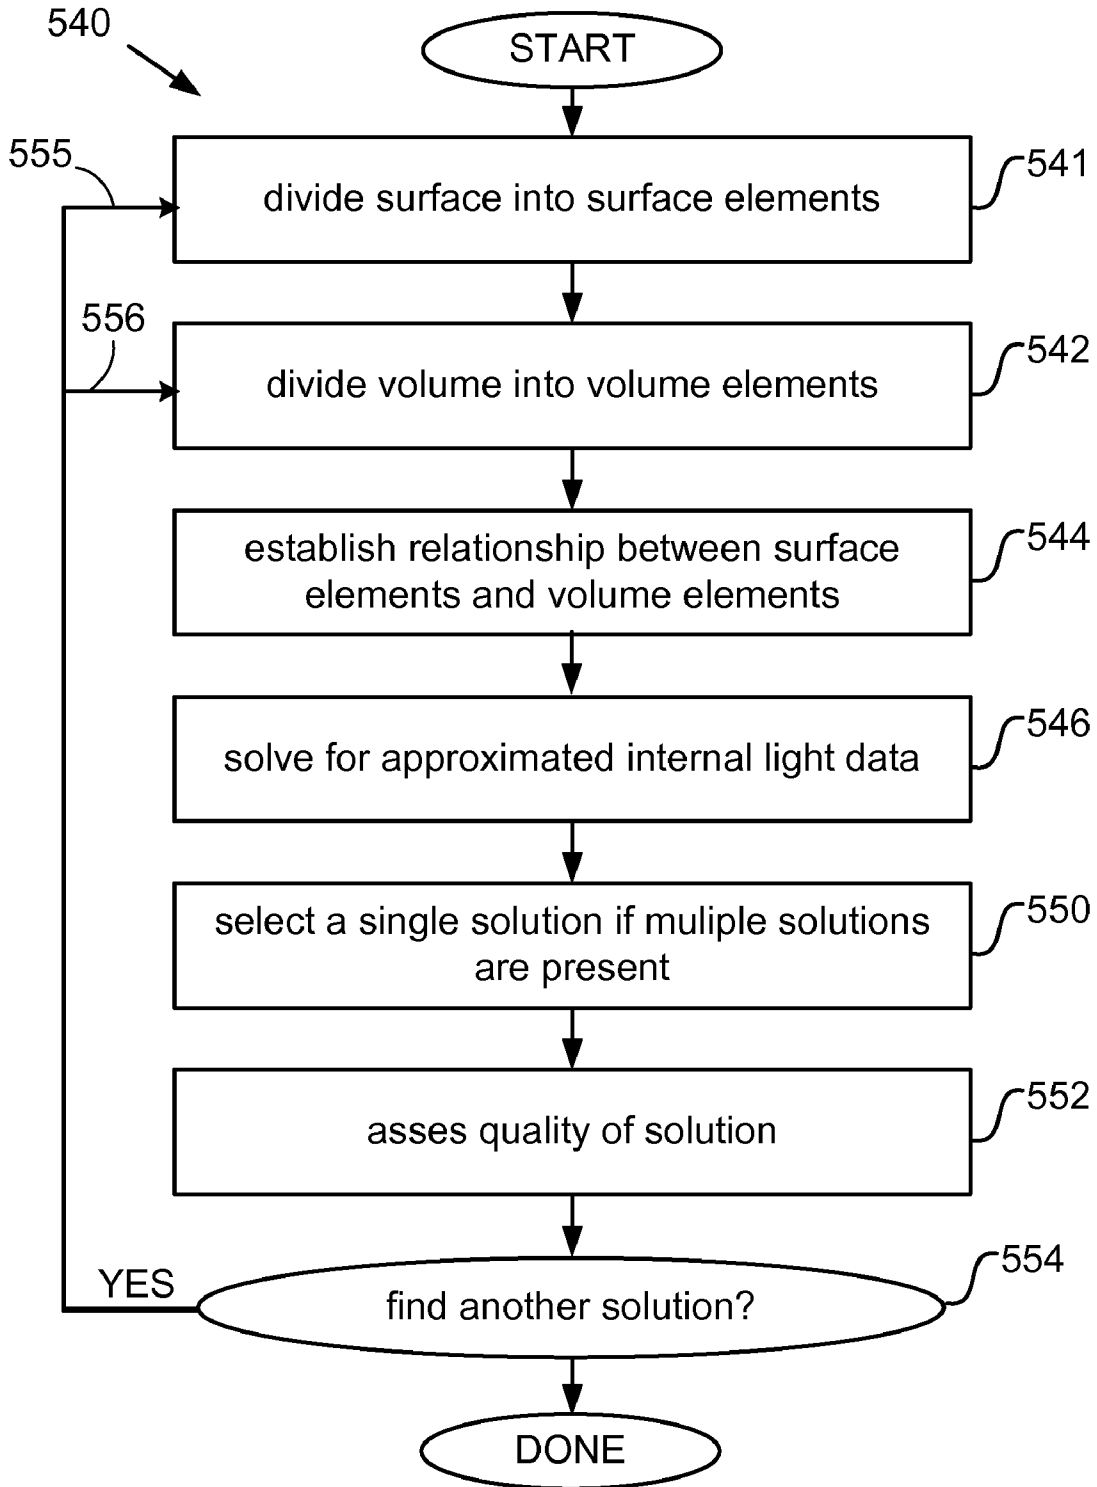 540
START
555
541
divide surface into surface elements
556
542
divide volume into volume elements
544
establish relationship between surface
elements and volume elements
546
solve for approximated internal light data
550
select a single solution if muliple solutions
are present
552
asses quality of solution
554
YES
find another solution?
DONE